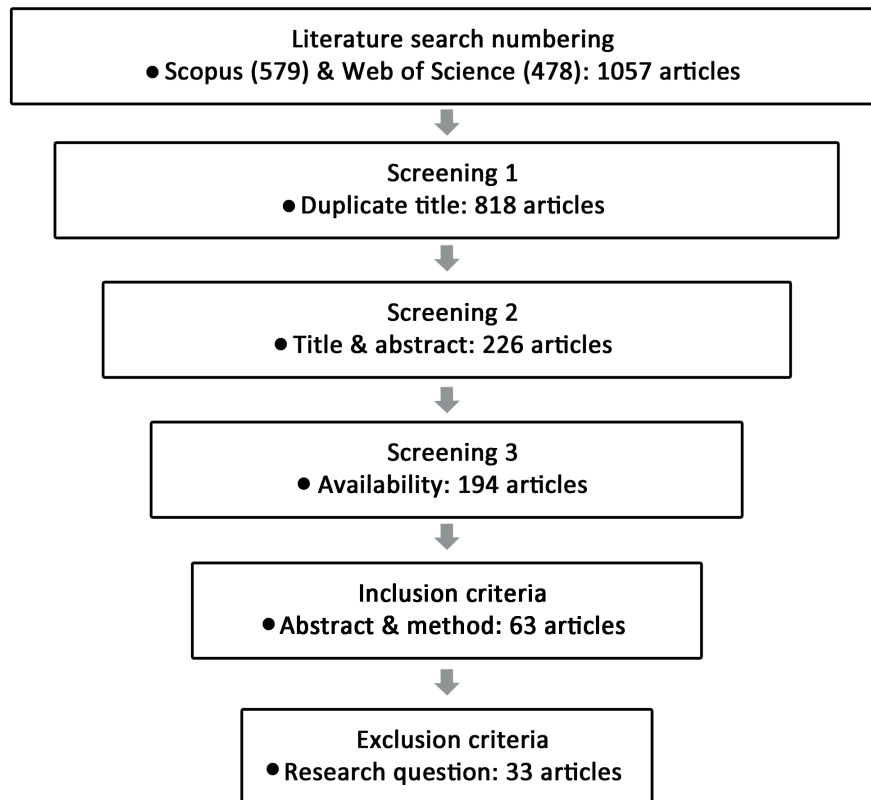 Literature search numbering
● Scopus (579) & Web of Science (478): 1057 articles
Screening 1
● Duplicate title: 818 articles
Screening 2
● Title & abstract: 226 articles
Screening 3
● Availability: 194 articles
Inclusion criteria
● Abstract & method: 63 articles
Exclusion criteria
● Research question: 33 articles